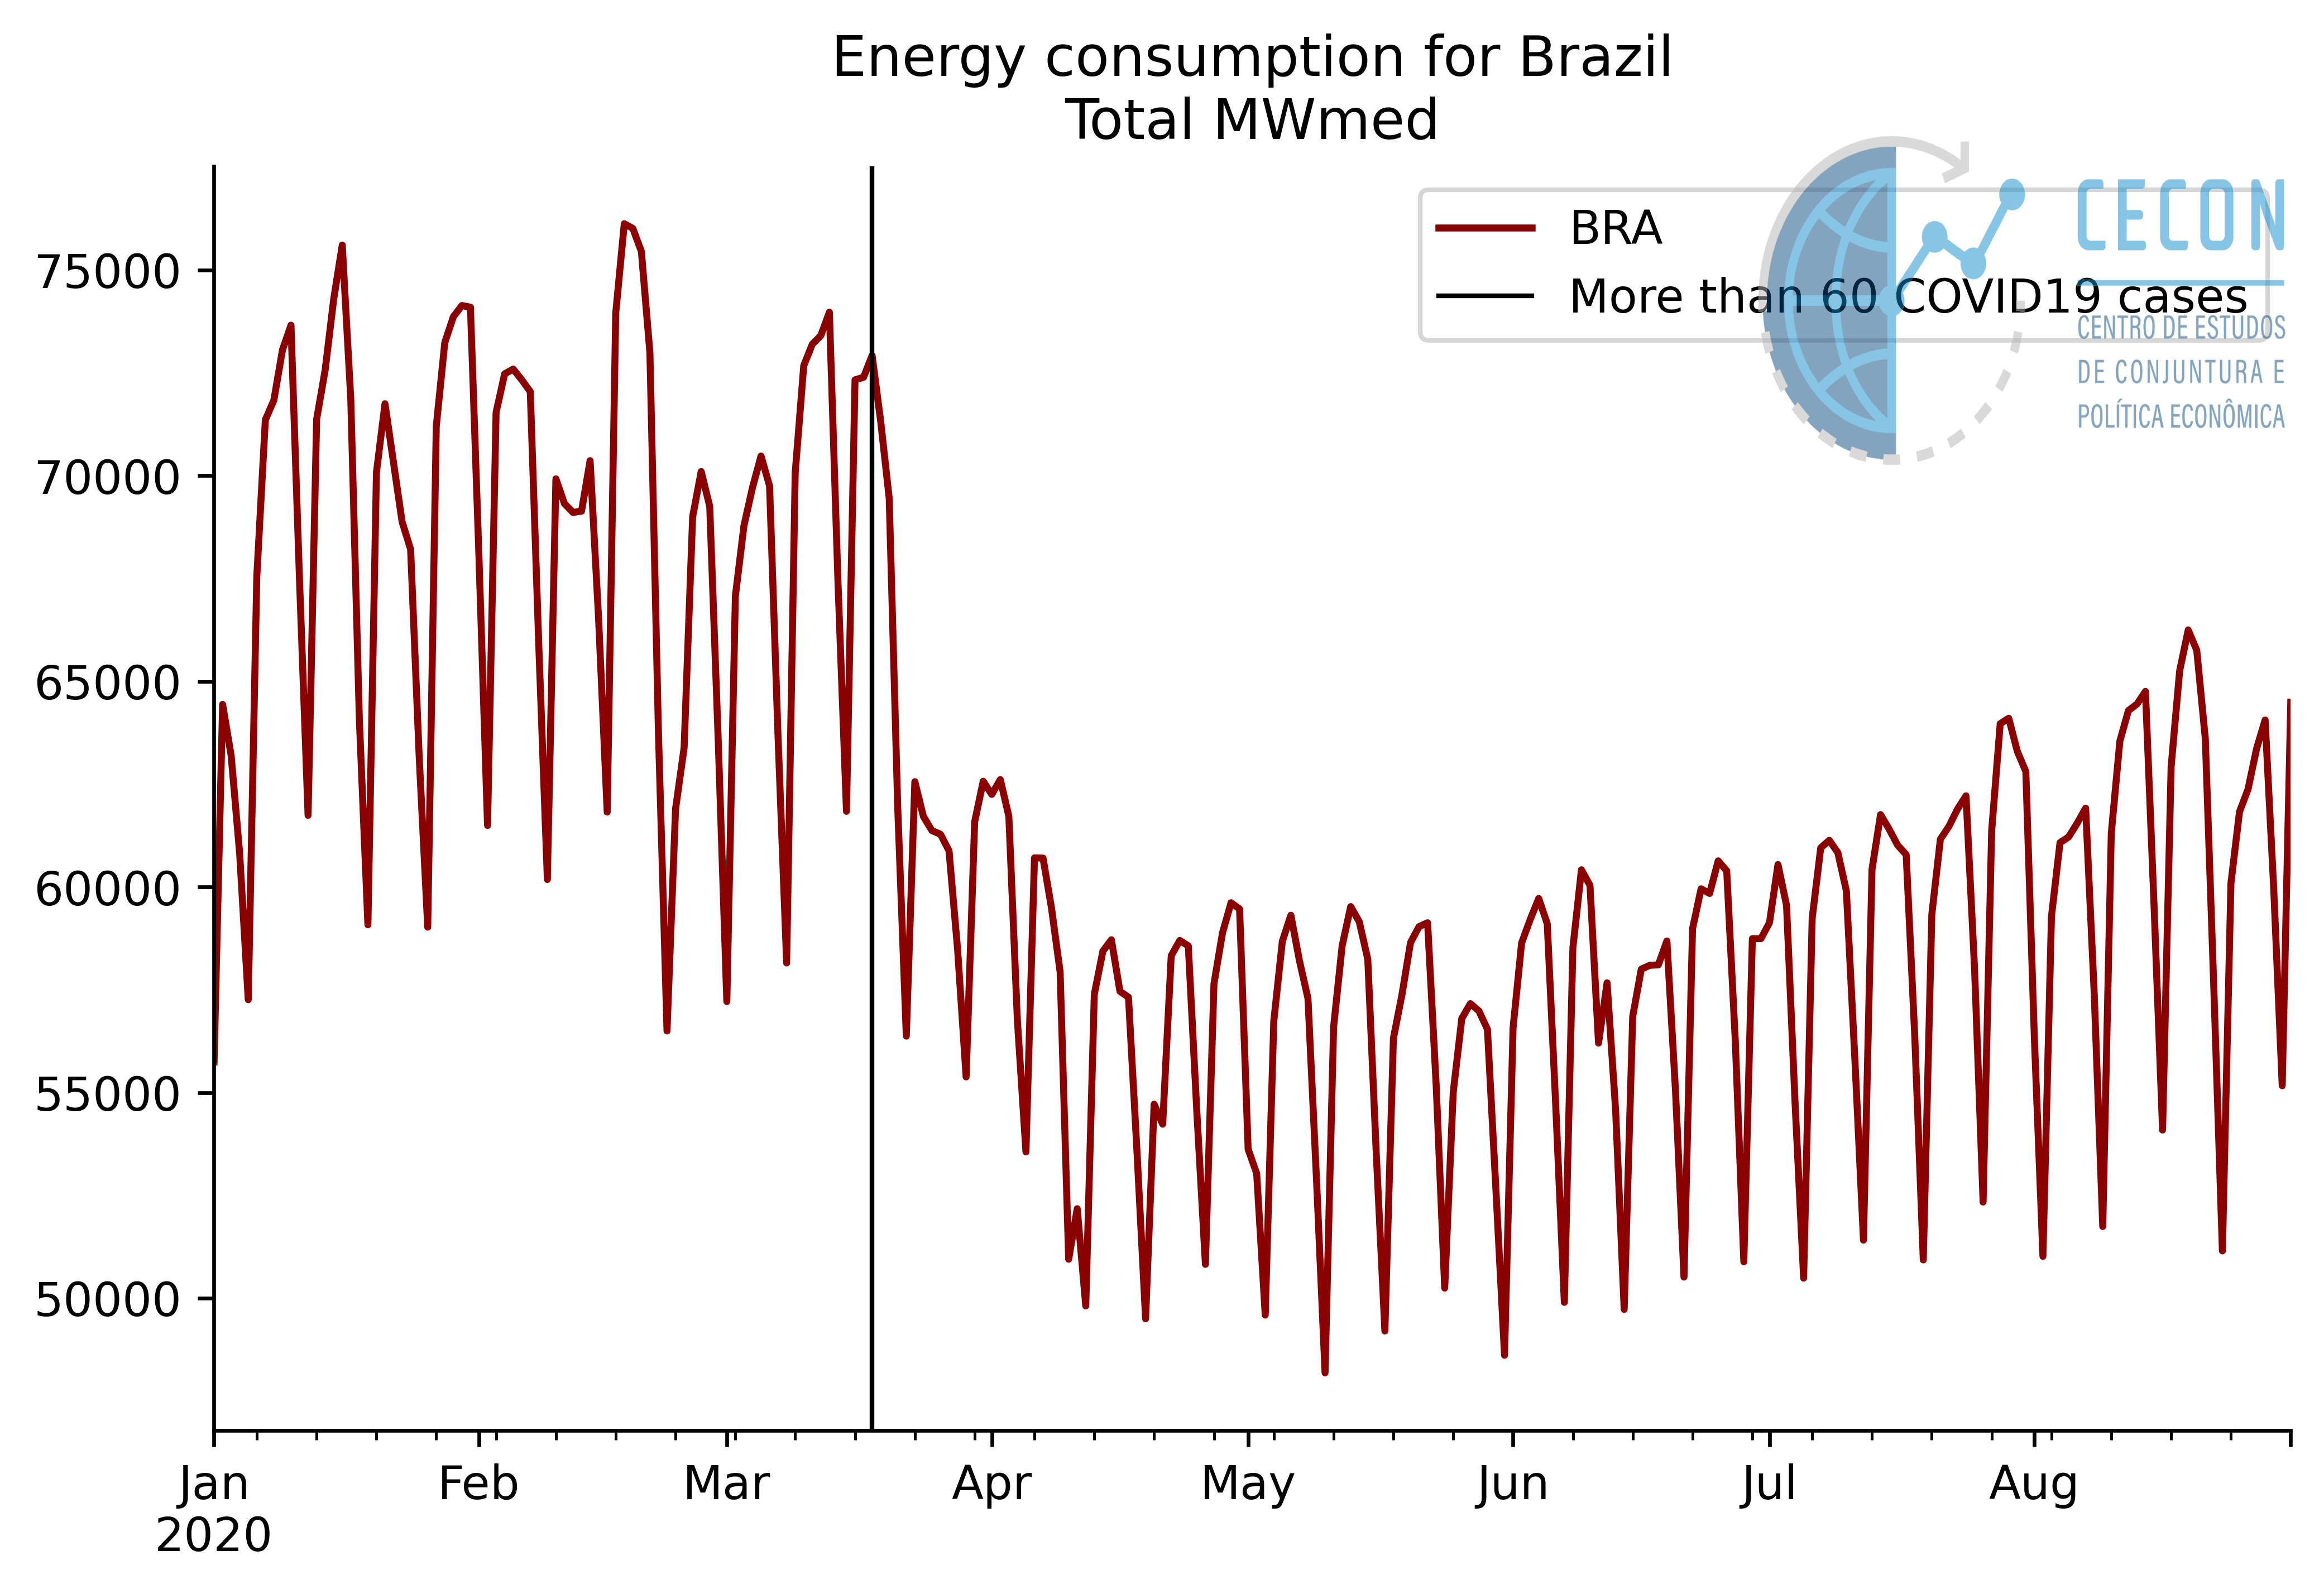 Energy consumption for Brazil
Total MWmed
BRA
More than 60 COVID19 cases
CECON
CENTRO DE ESTUDOS
DE CONJUNTURA E
POLÍTICA ECONÔMICA
75000
70000
65000
60000
55000
50000
Jan Feb Mar Apr May Jun Jul Aug
2020